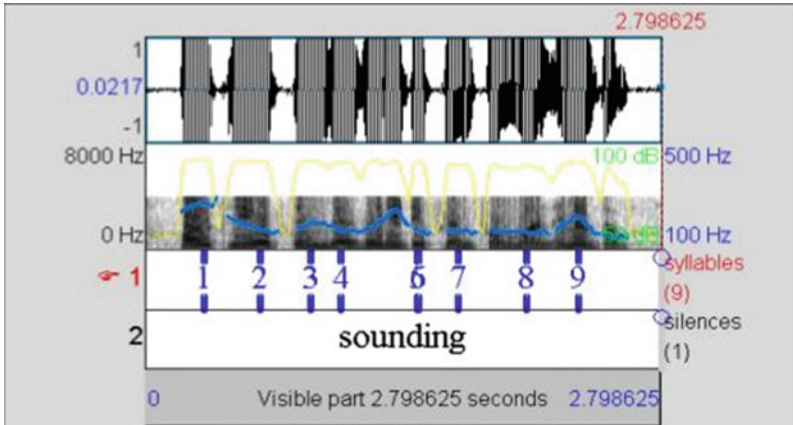 2.798625
1
0.0217
-1
8000 Hz 100 dB 500 Hz
0 Hz 50 dB 100 Hz
☞ 1 1 2 3 4 6 7 8 9 syllables
(9)
2 sounding silences
(1)
0 Visible part 2.798625 seconds 2.798625